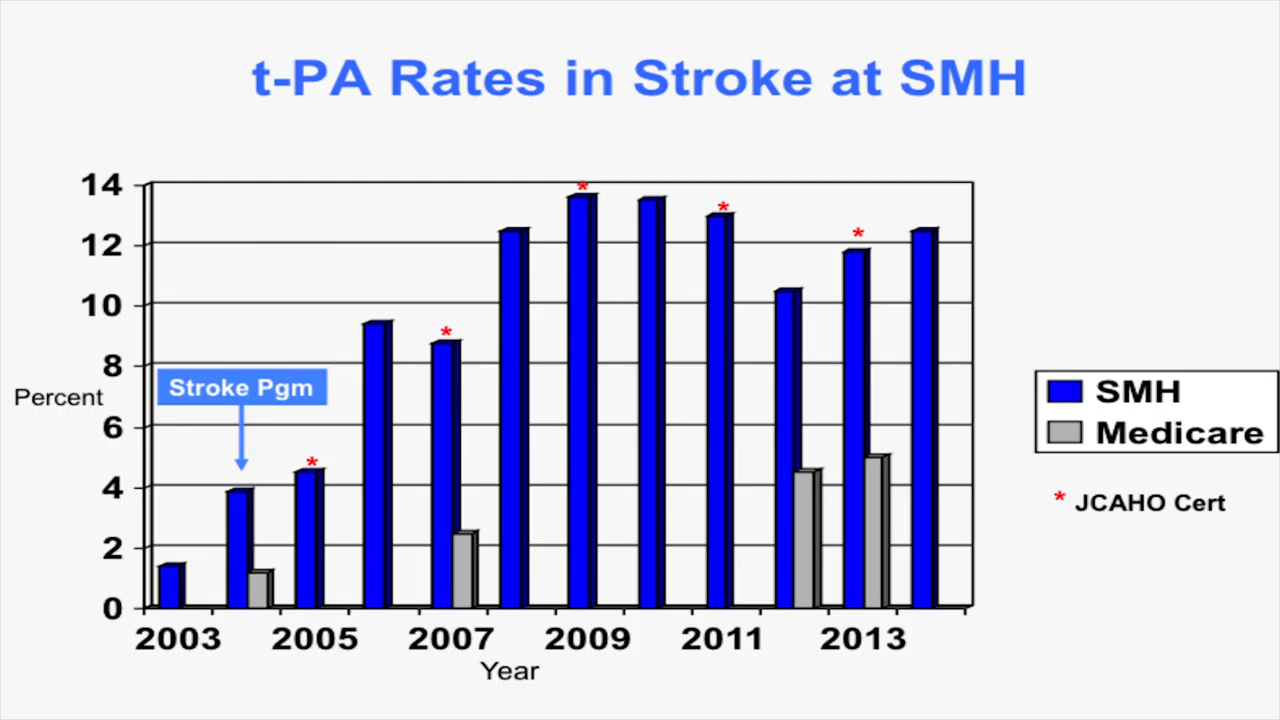 t-PA Rates in Stroke at SMH
14
12
10
8
6
4
2
0
Percent
Stroke Pgm
*
*
*
*
*
2003 2005 2007 2009 2011 2013
Year
SMH
Medicare
* JCAHO Cert